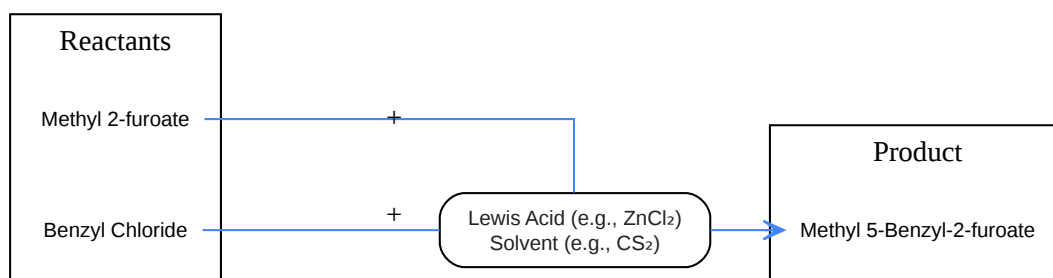 Reactants
Methyl 2-furoate
+
Benzyl Chloride
+
Lewis Acid (e.g., ZnCl₂)
Solvent (e.g., CS₂)
Product
Methyl 5-Benzyl-2-furoate